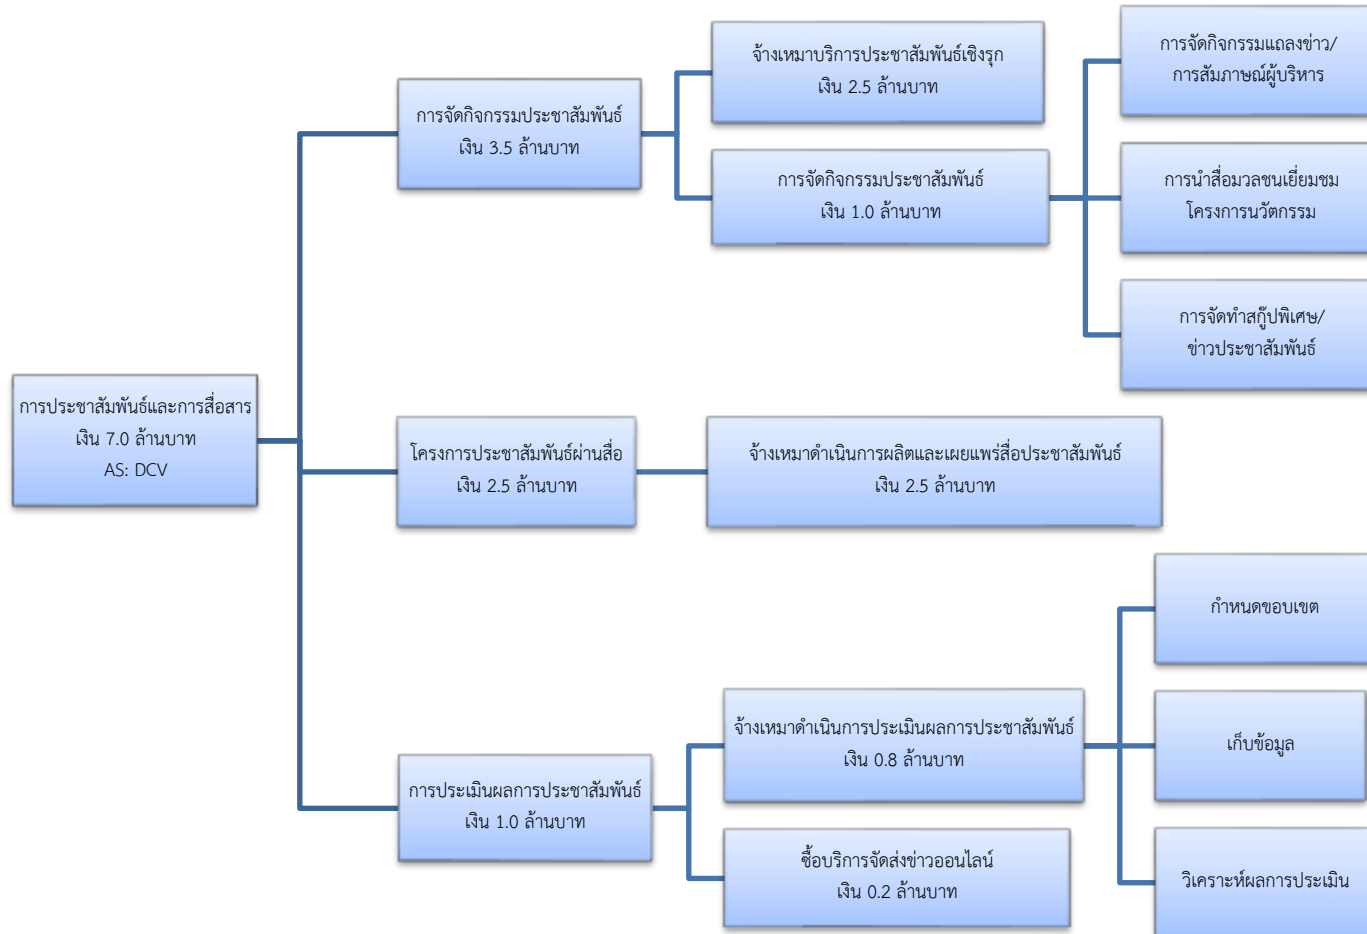 การประชาสัมพันธ์และการสื่อสาร
เงิน 7.0 ล้านบาท
AS: DCV
การจัดกิจกรรมประชาสัมพันธ์
เงิน 3.5 ล้านบาท
จ้างเหมาบริการประชาสัมพันธ์เชิงรุก
เงิน 2.5 ล้านบาท
การจัดกิจกรรมประชาสัมพันธ์
เงิน 1.0 ล้านบาท
การจัดกิจกรรมแถลงข่าว/
การสัมภาษณ์ผู้บริหาร
การนำสื่อมวลชนเยี่ยมชม
โครงการนวัตกรรม
การจัดทำสกู๊ปพิเศษ/
ข่าวประชาสัมพันธ์
โครงการประชาสัมพันธ์ผ่านสื่อ
เงิน 2.5 ล้านบาท
จ้างเหมาดำเนินการผลิตและเผยแพร่สื่อประชาสัมพันธ์
เงิน 2.5 ล้านบาท
การประเมินผลการประชาสัมพันธ์
เงิน 1.0 ล้านบาท
จ้างเหมาดำเนินการประเมินผลการประชาสัมพันธ์
เงิน 0.8 ล้านบาท
กำหนดขอบเขต
เก็บข้อมูล
วิเคราะห์ผลการประเมิน
ซื้อบริการจัดส่งข่าวออนไลน์
เงิน 0.2 ล้านบาท